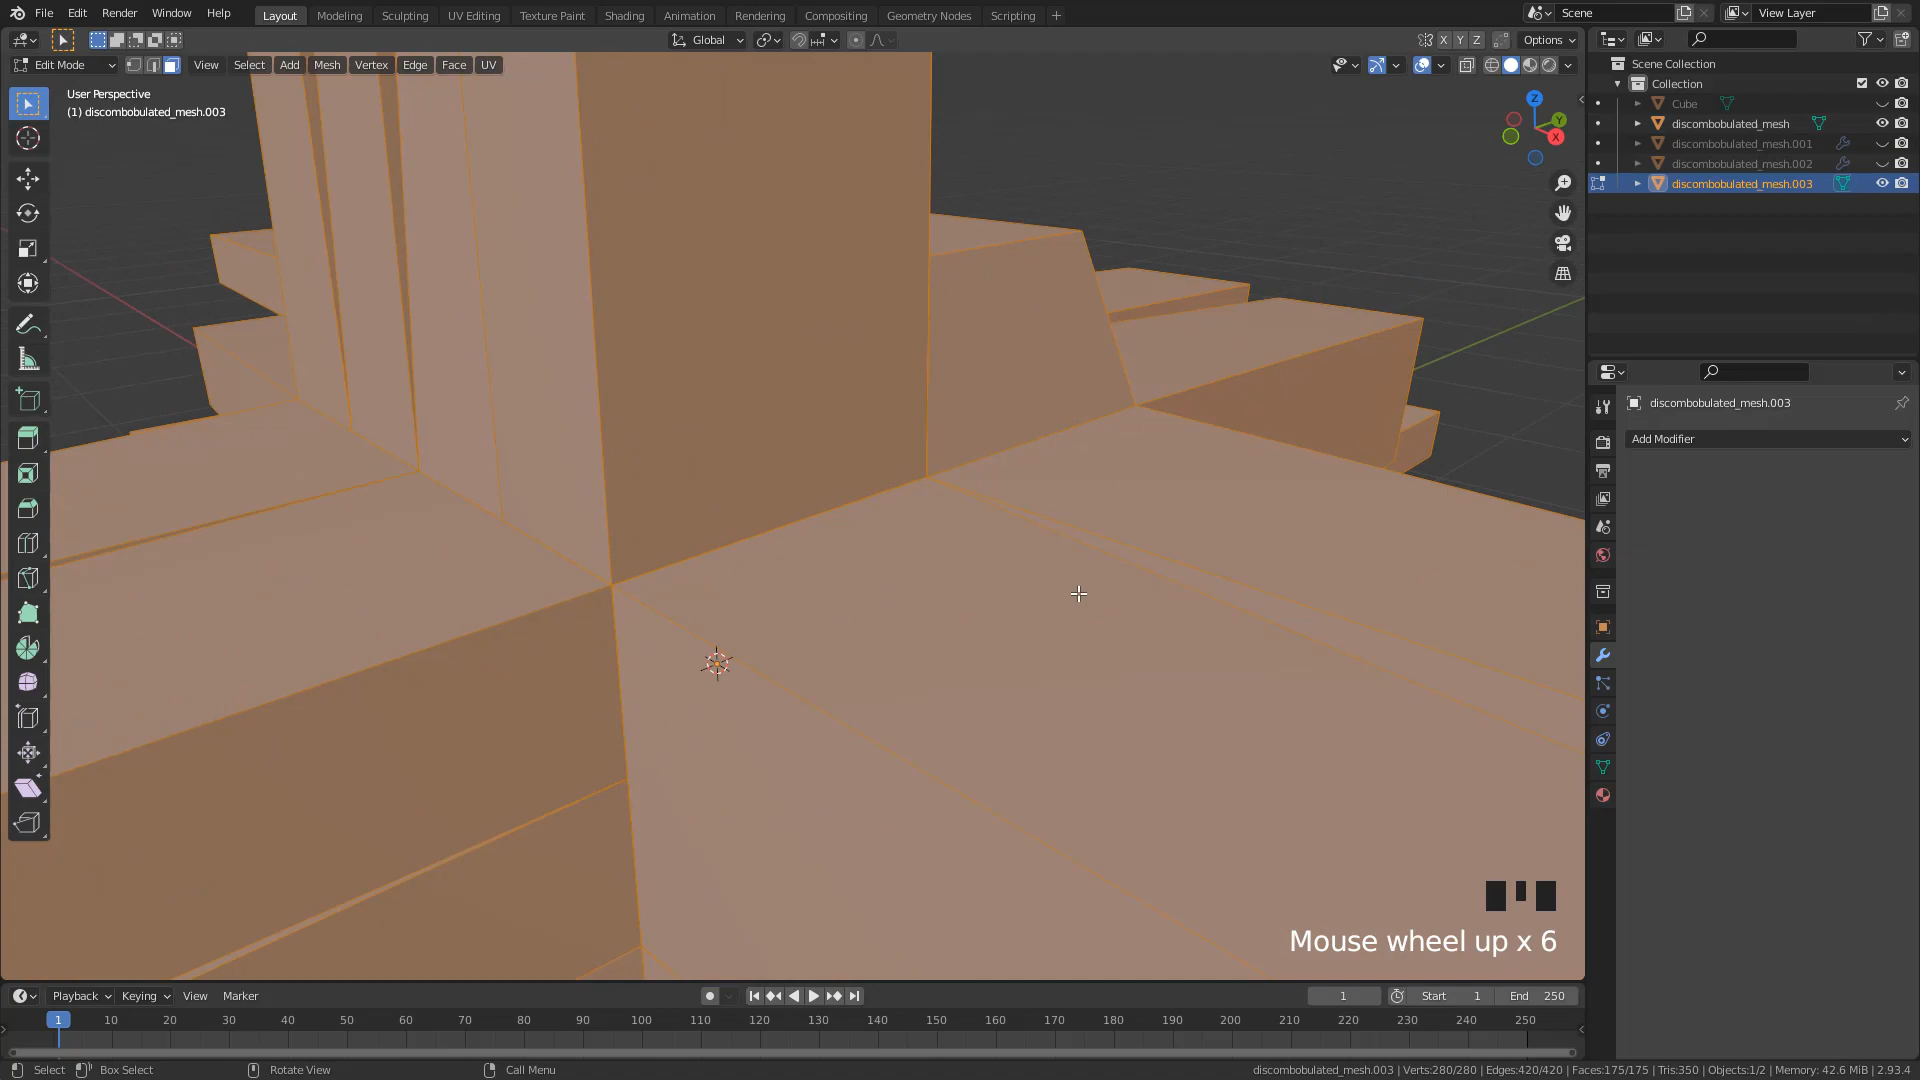 File Edit Render Window Help Layout Modeling Sculpting UV Editing Texture Paint Shading Animation Rendering Compositing Geometry Nodes Scripting + Scene View Layer
Global X Y Z Options
Edit Mode View Select Add Mesh Vertex Edge Face UV
User Perspective
(1) discombobulated_mesh.003
Z
Y
X
Scene Collection
Collection
Cube
discombobulated_mesh
discombobulated_mesh.001
discombobulated_mesh.002
discombobulated_mesh.003
discombobulated_mesh.003
Add Modifier
Mouse wheel up x 6
Playback Keying View Marker 1 Start 1 End 250
1 10 20 30 40 50 60 70 80 90 100 110 120 130 140 150 160 170 180 190 200 210 220 230 240 250
Select Box Select Rotate View Call Menu discombobulated_mesh.003 | Verts:280/280 | Edges:420/420 | Faces:175/175 | Tris:350 | Objects:1/2 | Memory: 42.6 MiB | 2.93.4